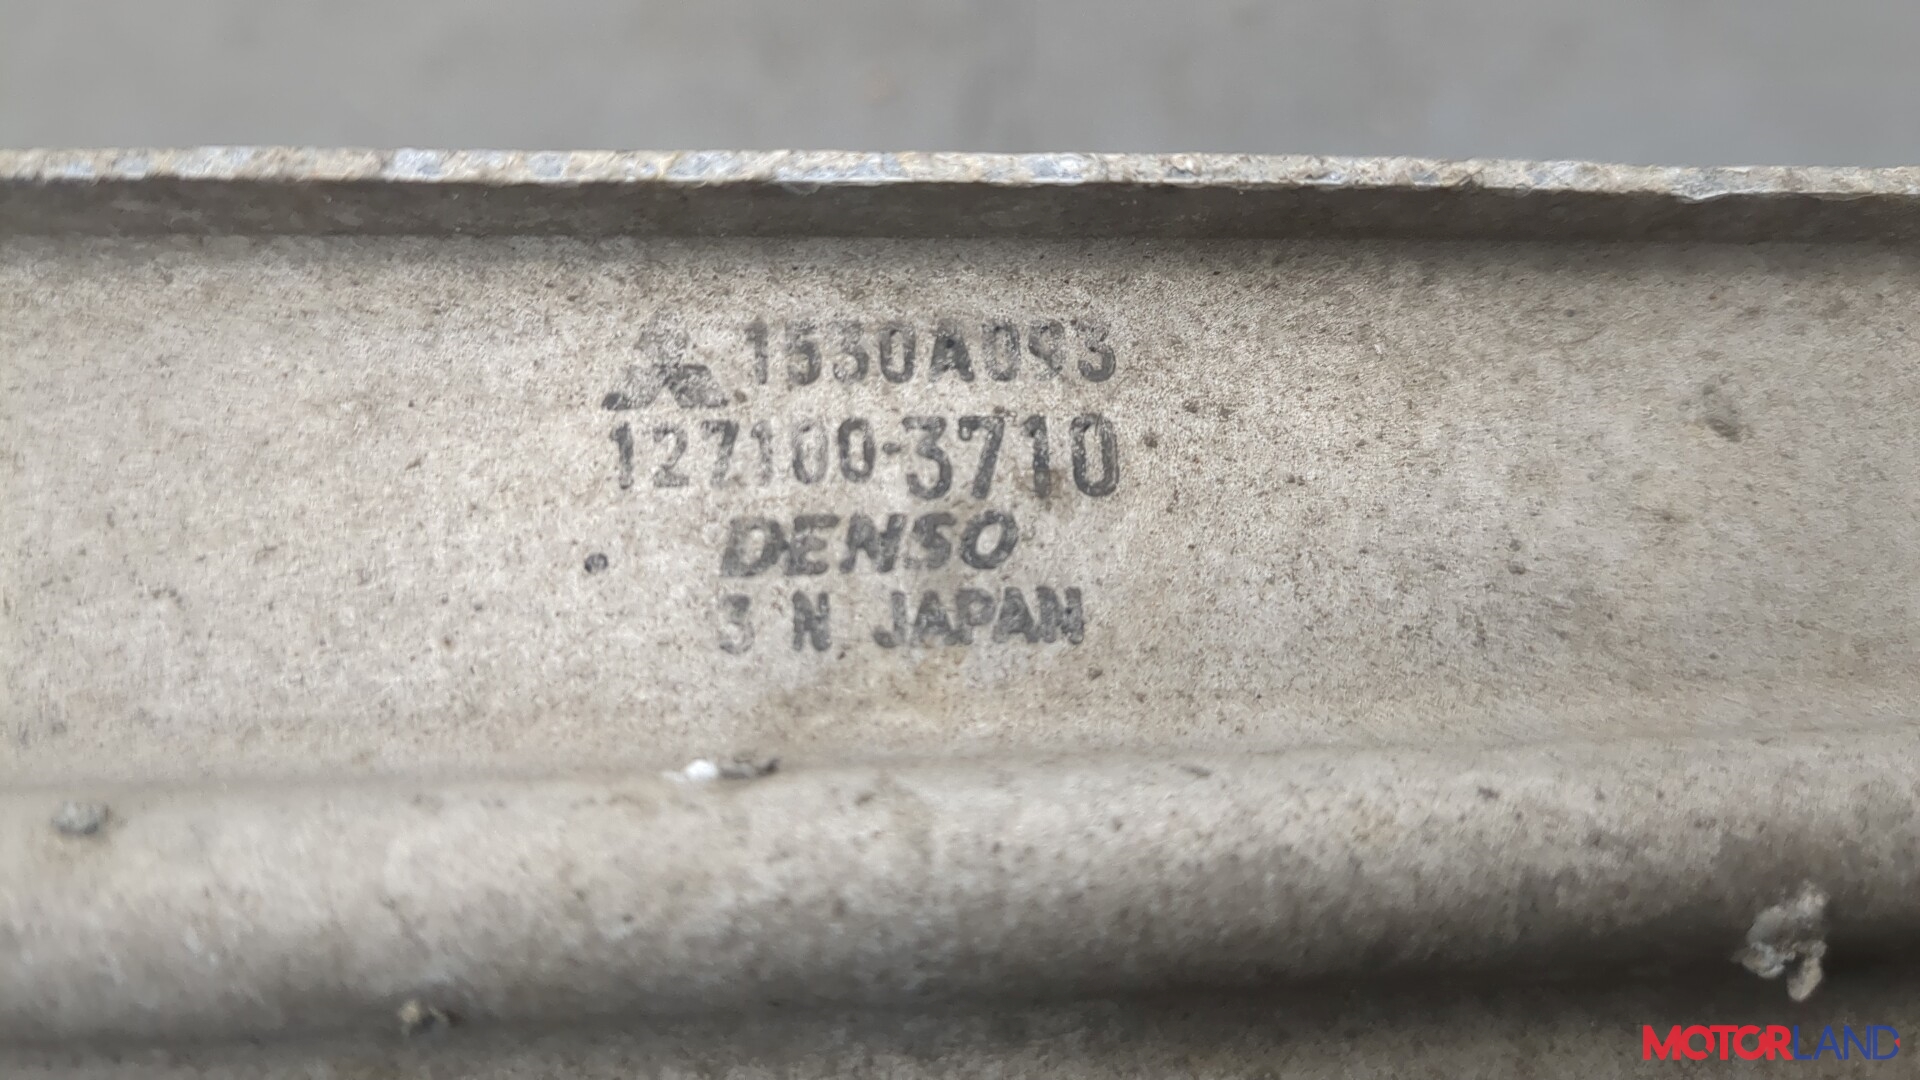 1530A093
127100-3710
DENSO
3 N JAPAN
MOTORLAND